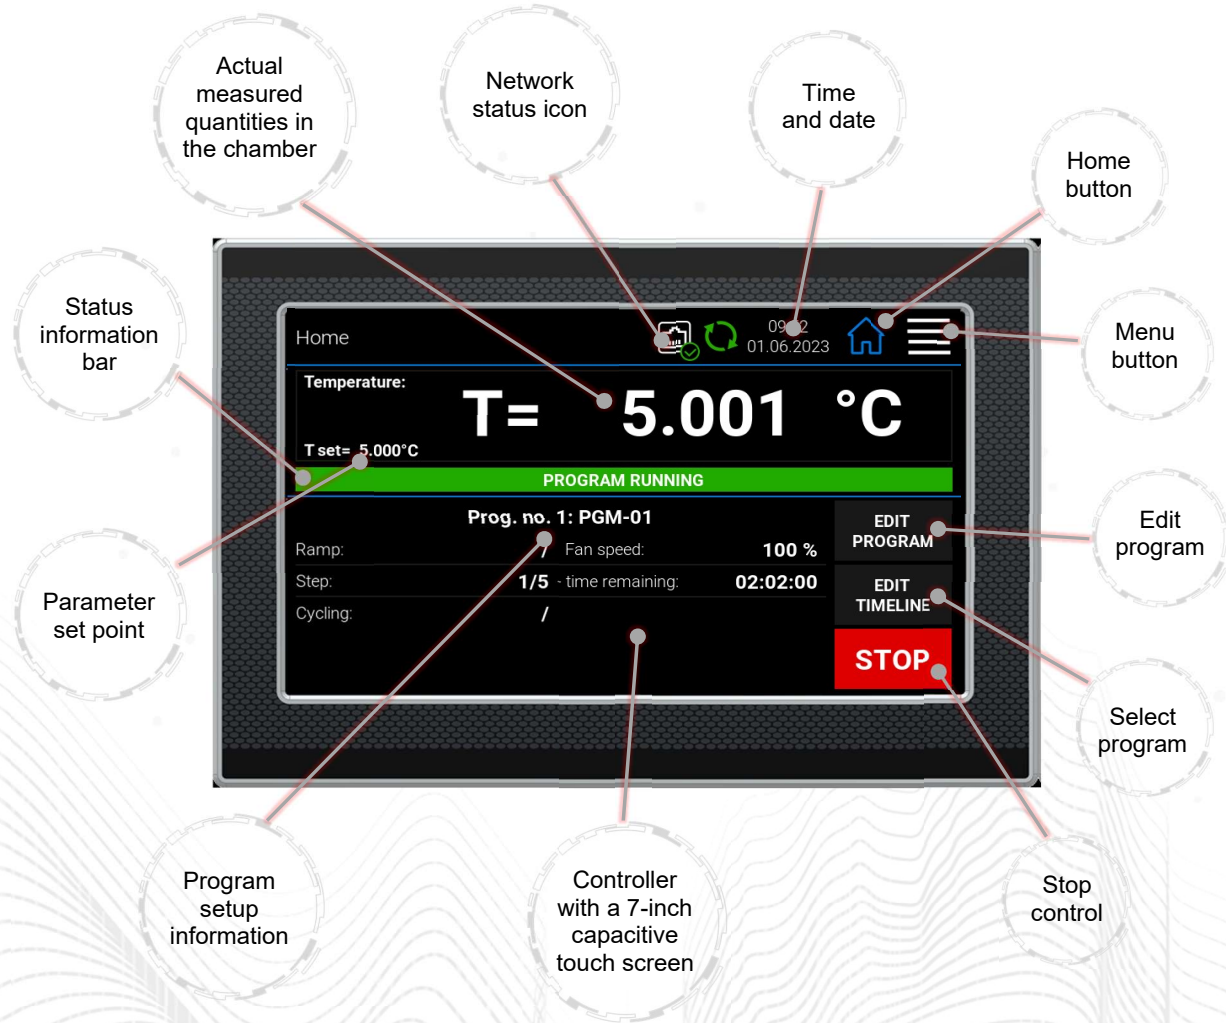 Actual
measured
quantities in
the chamber
Network
status icon
Time
and date
Home
button
Status
information
bar
Menu
button
Parameter
set point
Edit
program
Select
program
Program
setup
information
Controller
with a 7-inch
capacitive
touch screen
Stop
control
Home
01.06.2023
Temperature:
T= 5.001 °C
T set= 5.000°C
PROGRAM RUNNING
Prog. no. 1: PGM-01
Ramp: / Fan speed: 100 %
Step: 1/5 - time remaining: 02:02:00
Cycling: /
EDIT
PROGRAM
EDIT
TIMELINE
STOP